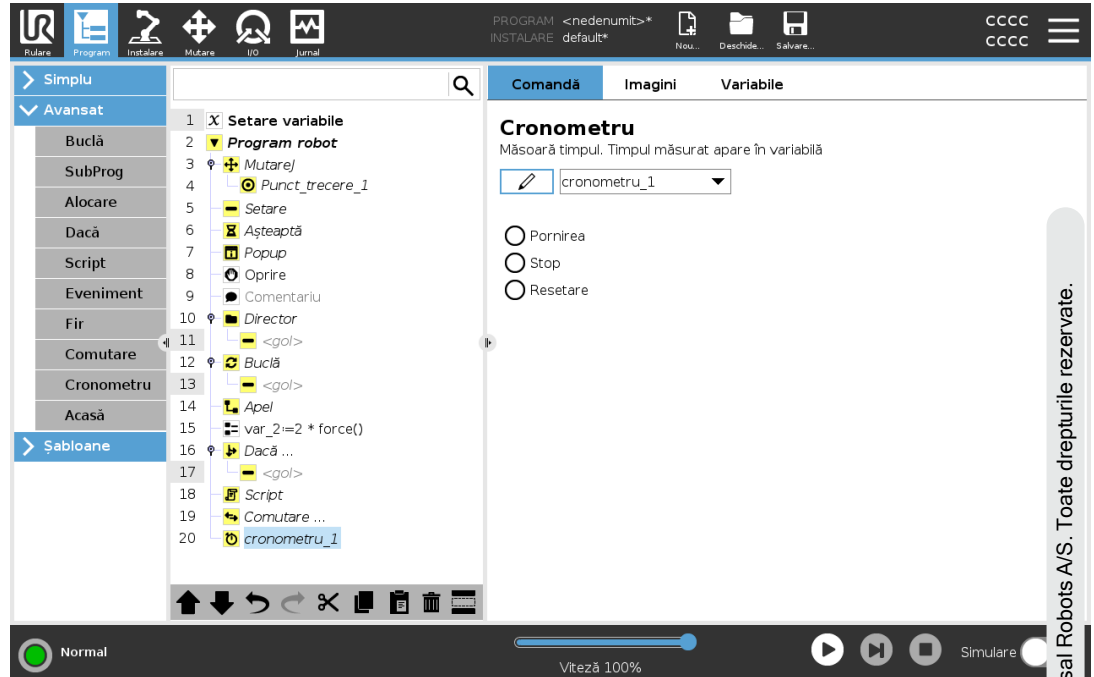 UR
PROGRAM <nedenumit>*
INSTALARE default*
CCCC
CCCC
Rulare Program Instalare Mutare I/O Jurnal
Nou... Deschide... Salvare...
Simplu
Avansat
Buclă
SubProg
Alocare
Dacă
Script
Eveniment
Fir
Comutare
Cronometru
Acasă
Șabloane
1 X Setare variabile
2 Program robot
3 MutareJ
4 Punct_trecere_1
5 Setare
6 Așteaptă
7 Popup
8 Oprire
9 Comentariu
10 Director
11 <gol>
12 Buclă
13 <gol>
14 Apel
15 var_2≔2 * force()
16 Dacă ...
17 <gol>
18 Script
19 Comutare ...
20 cronometru_1
Comandă Imagini Variabile
Cronometru
Măsoară timpul. Timpul măsurat apare în variabilă
cronometru_1
Pornirea
Stop
Resetare
sal Robots A/S. Toate drepturile rezervate.
Normal
Viteză 100%
Simulare